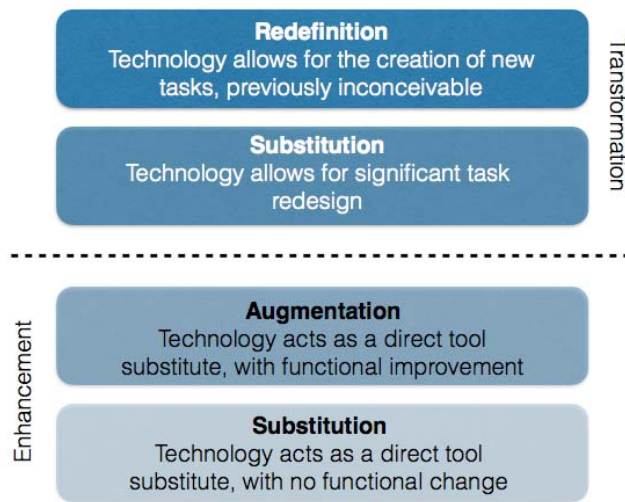 Redefinition
Technology allows for the creation of new
tasks, previously inconceivable
Substitution
Technology allows for significant task
redesign
Transformation
Augmentation
Technology acts as a direct tool
substitute, with functional improvement
Substitution
Technology acts as a direct tool
substitute, with no functional change
Enhancement